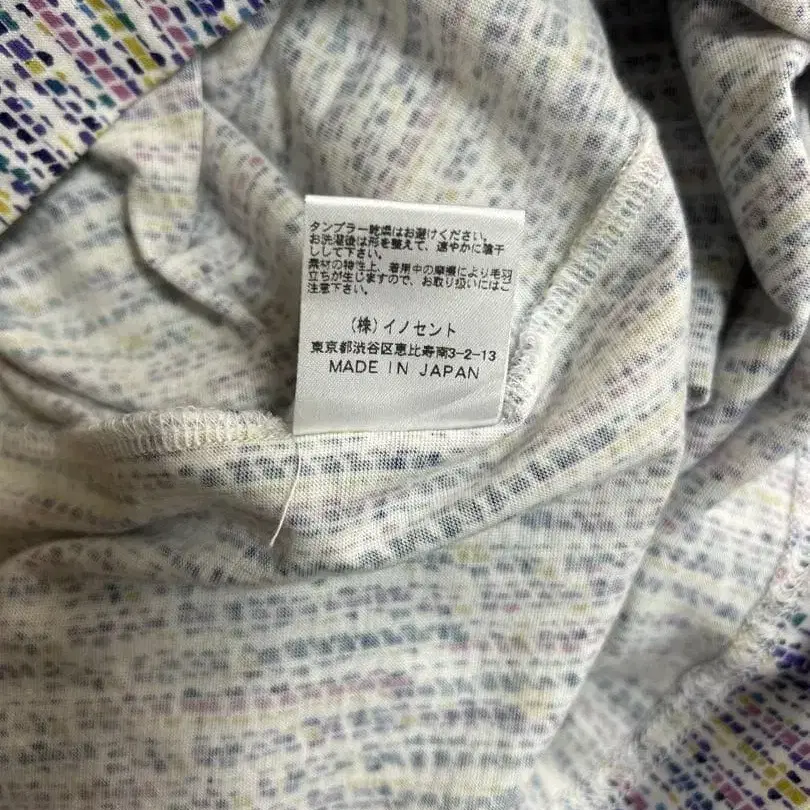 タンブラー乾燥はお避けください。
お洗濯後は形を整えて、速やかに陰干
しして下さい。
素材の特性上、着用中の摩擦により毛羽
立ちが生じますので、お取り扱いにはご
注意下さい。
(株)イノセント
東京都渋谷区恵比寿南3-2-13
MADE IN JAPAN